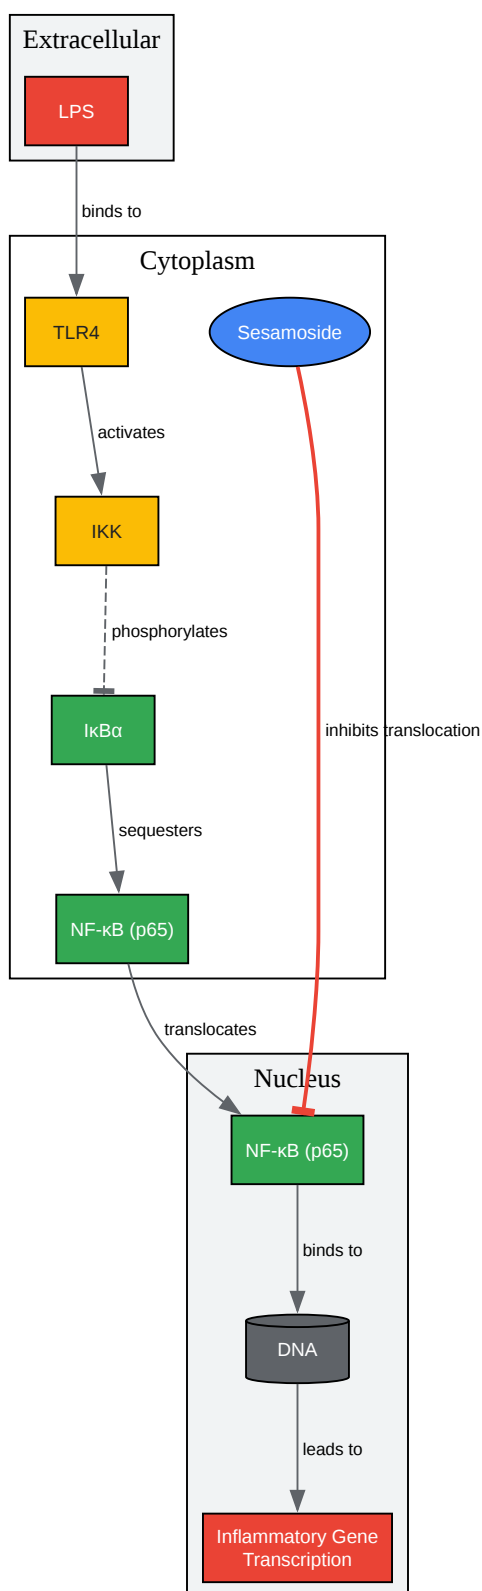 Extracellular
LPS
binds to
Cytoplasm
TLR4
Sesamoside
activates
IKK
phosphorylates
IκBα
inhibits translocation
sequesters
NF-κB (p65)
translocates
Nucleus
NF-κB (p65)
binds to
DNA
leads to
Inflammatory Gene
Transcription